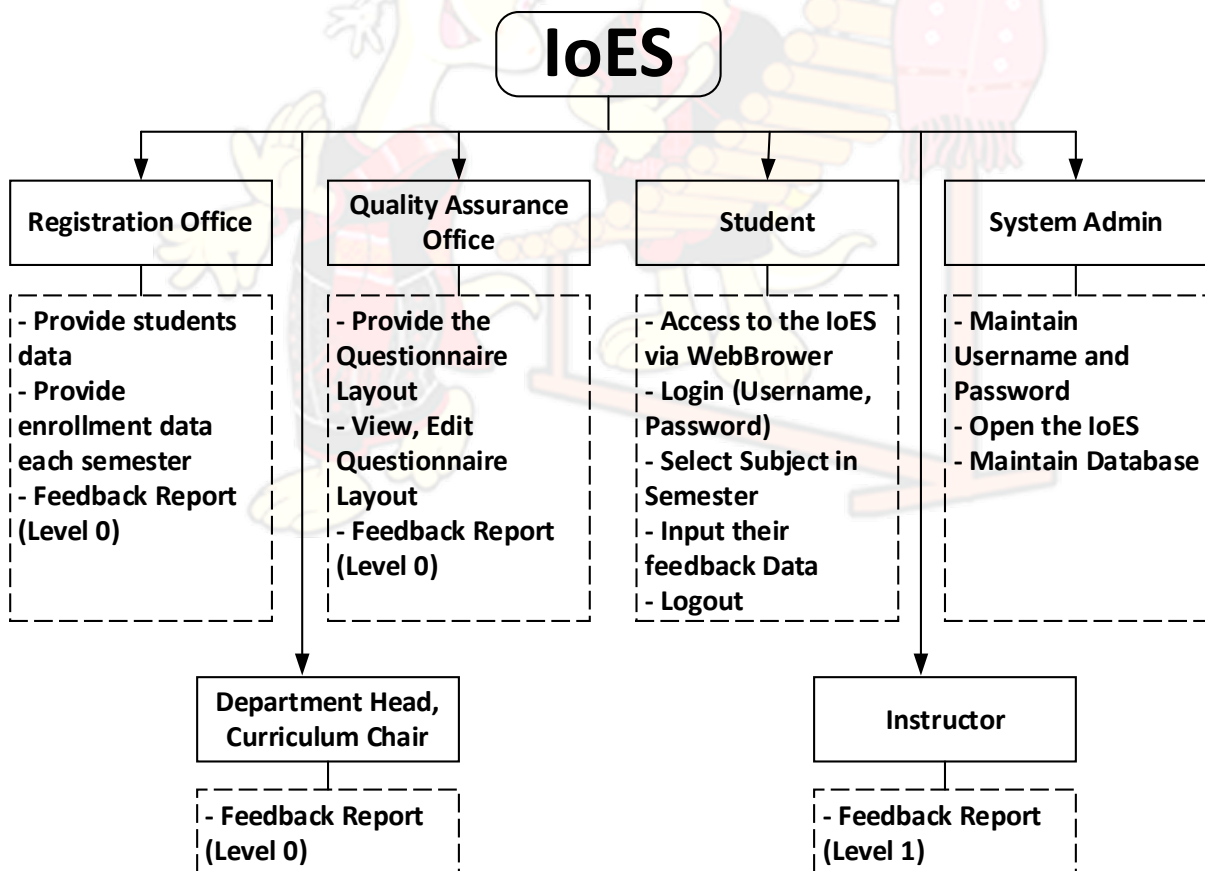 IoES
Registration Office
- Provide students
data
- Provide
enrollment data
each semester
- Feedback Report
(Level 0)
Quality Assurance
Office
- Provide the
Questionnaire
Layout
- View, Edit
Questionnaire
Layout
- Feedback Report
(Level 0)
Student
- Access to the IoES
via WebBrower
- Login (Username,
Password)
- Select Subject in
Semester
- Input their
feedback Data
- Logout
System Admin
- Maintain
Username and
Password
- Open the IoES
- Maintain Database
Department Head,
Curriculum Chair
- Feedback Report
(Level 0)
Instructor
- Feedback Report
(Level 1)